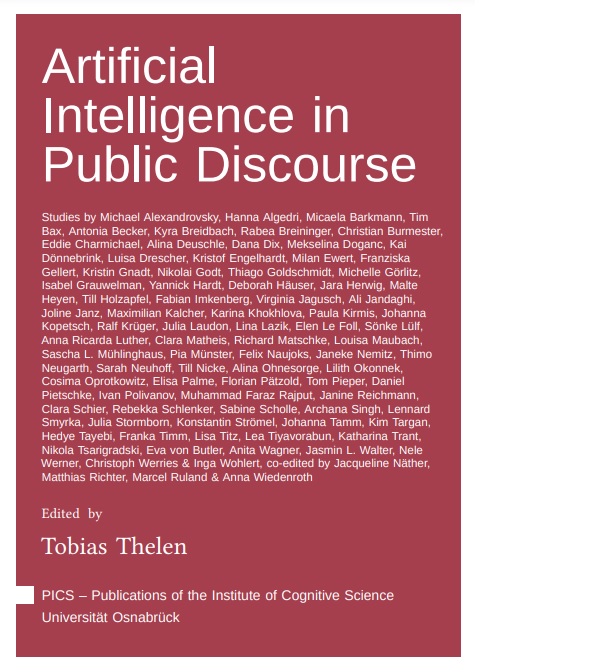 Artificial
Intelligence in
Public Discourse
Studies by Michael Alexandrovsky, Hanna Algedri, Micaela Barkmann, Tim
Bax, Antonia Becker, Kyra Breidbach, Rabea Breininger, Christian Burmester,
Eddie Charmichael, Alina Deuschle, Dana Dix, Mekselina Doganc, Kai
Dönnebrink, Luisa Drescher, Kristof Engelhardt, Milan Ewert, Franziska
Gellert, Kristin Gnadt, Nikolai Godt, Thiago Goldschmidt, Michelle Görlitz,
Isabel Grauwelman, Yannick Hardt, Deborah Häuser, Jara Herwig, Malte
Heyen, Till Holzapfel, Fabian Imkenberg, Virginia Jagusch, Ali Jandaghi,
Joline Janz, Maximilian Kalcher, Karina Khokhlova, Paula Kirmis, Johanna
Kopetsch, Ralf Krüger, Julia Laudon, Lina Lazik, Elen Le Foll, Sönke Lülf,
Anna Ricarda Luther, Clara Matheis, Richard Matschke, Louisa Maubach,
Sascha L. Mühlinghaus, Pia Münster, Felix Naujoks, Janeke Nemitz, Thimo
Neugarth, Sarah Neuhoff, Till Nicke, Alina Ohnesorge, Lilith Okonnek,
Cosima Oprotkowitz, Elisa Palme, Florian Pätzold, Tom Pieper, Daniel
Pietschke, Ivan Polivanov, Muhammad Faraz Rajput, Janine Reichmann,
Clara Schier, Rebekka Schlenker, Sabine Scholle, Archana Singh, Lennard
Smyrka, Julia Stormborn, Konstantin Strömel, Johanna Tamm, Kim Targan,
Hedye Tayebi, Franka Timm, Lisa Titz, Lea Tiyavorabun, Katharina Trant,
Nikola Tsarigradski, Eva von Butler, Anita Wagner, Jasmin L. Walter, Nele
Werner, Christoph Werries & Inga Wohlert, co-edited by Jacqueline Näther,
Matthias Richter, Marcel Ruland & Anna Wiedenroth
Edited by
Tobias Thelen
PICS – Publications of the Institute of Cognitive Science
Universität Osnabrück